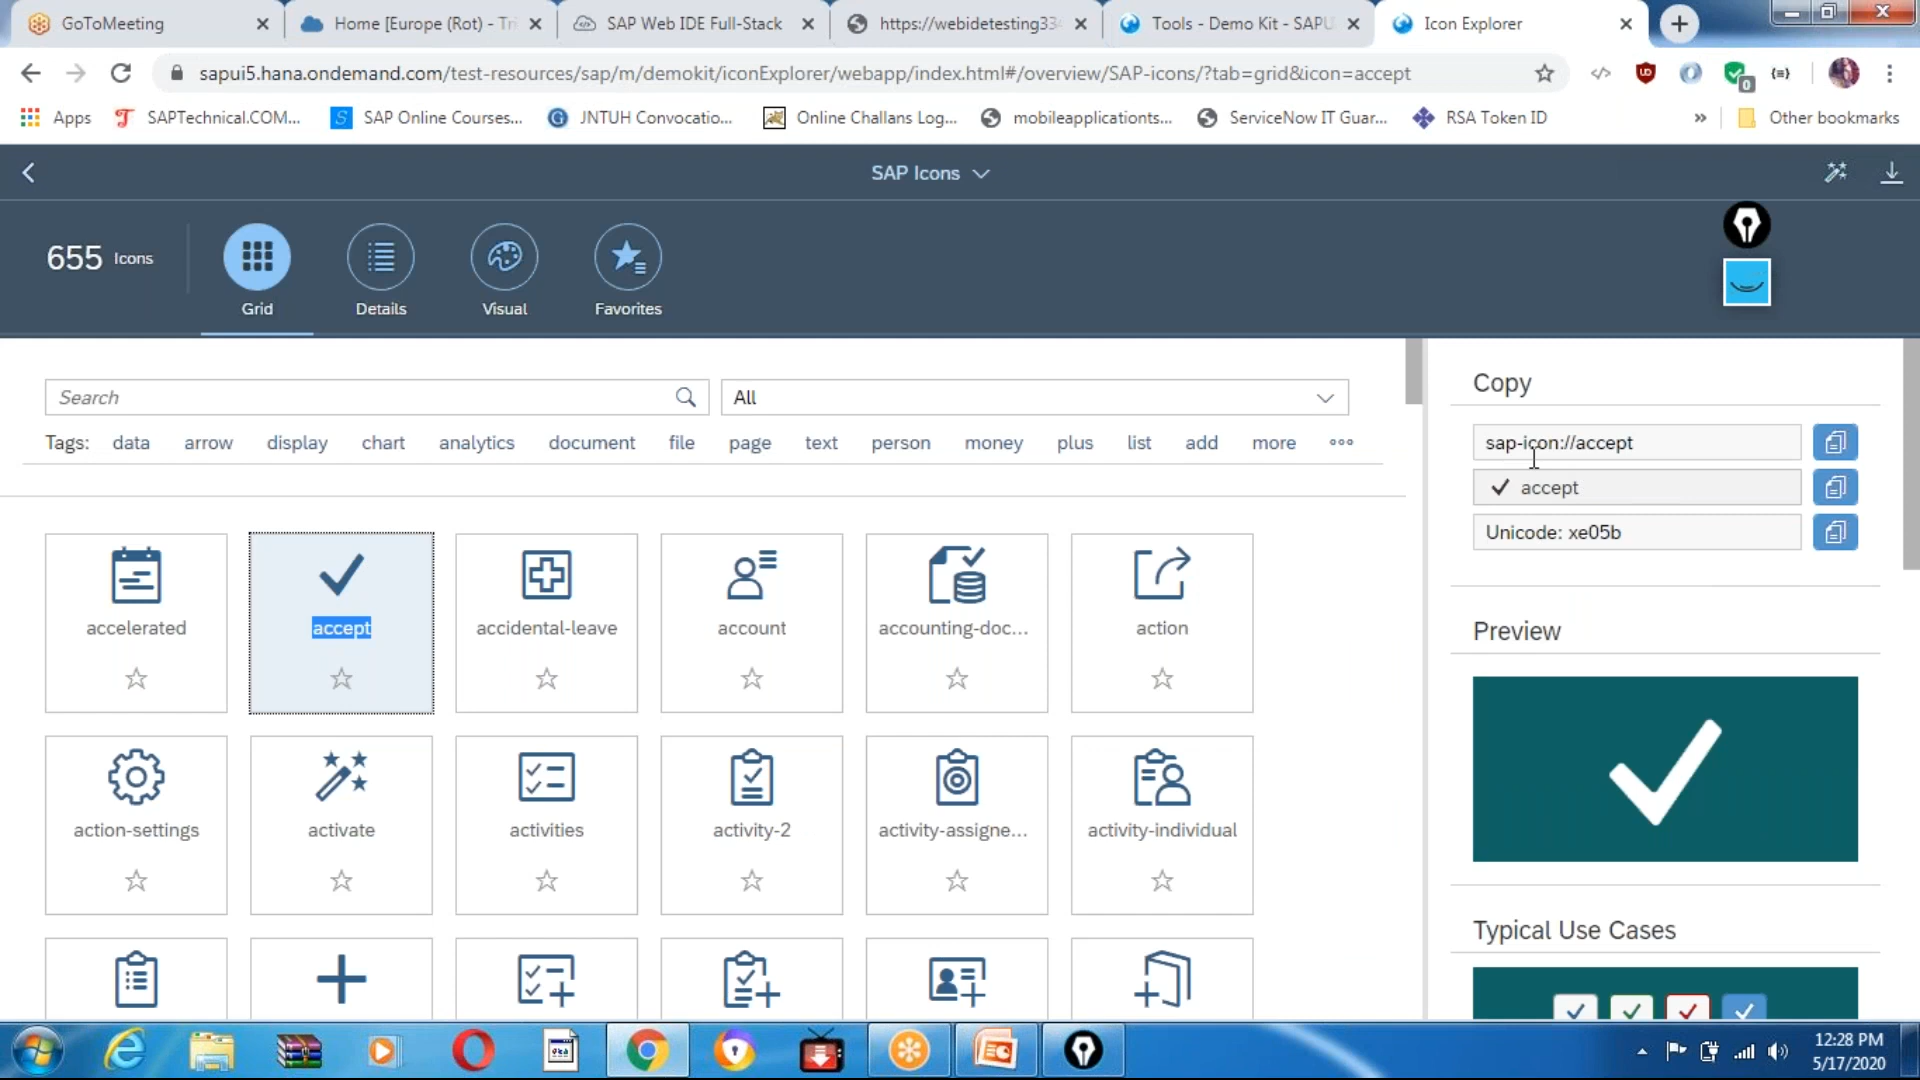 GoToMeeting
Home [Europe (Rot) - Tri
SAP Web IDE Full-Stack
https://webidetesting334
Tools - Demo Kit - SAPU
Icon Explorer
sapui5.hana.ondemand.com/test-resources/sap/m/demokit/iconExplorer/webapp/index.html#/overview/SAP-icons/?tab=grid&icon=accept
Apps
SAPTechnical.COM...
SAP Online Courses...
JNTUH Convocatio...
Online Challans Log...
mobileapplicationts...
ServiceNow IT Guar...
RSA Token ID
Other bookmarks
SAP Icons
655 Icons
Grid
Details
Visual
Favorites
Search
All
Tags: data arrow display chart analytics document file page text person money plus list add more
Copy
sap-icon://accept
accept
Unicode: xe05b
accelerated
accept
accidental-leave
account
accounting-doc...
action
Preview
action-settings
activate
activities
activity-2
activity-assigne...
activity-individual
Typical Use Cases
12:28 PM
5/17/2020